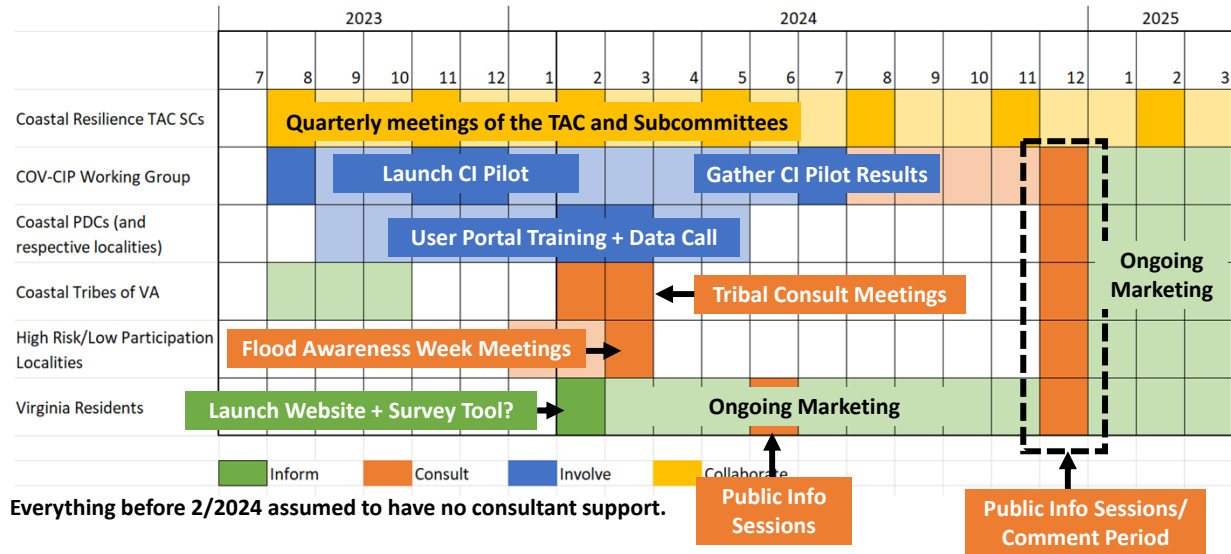 2023 2024 2025
7 8 9 10 11 12 1 2 3 4 5 6 7 8 9 10 11 12 1 2 3
Coastal Resilience TAC SCs
Quarterly meetings of the TAC and Subcommittees
COV-CIP Working Group
Launch CI Pilot
Gather CI Pilot Results
Coastal PDCs (and
respective localities)
User Portal Training + Data Call
Ongoing
Marketing
Coastal Tribes of VA
Tribal Consult Meetings
High Risk/Low Participation
Localities
Flood Awareness Week Meetings
Virginia Residents
Launch Website + Survey Tool?
Ongoing Marketing
Inform Consult Involve Collaborate
Everything before 2/2024 assumed to have no consultant support.
Public Info
Sessions
Public Info Sessions/
Comment Period